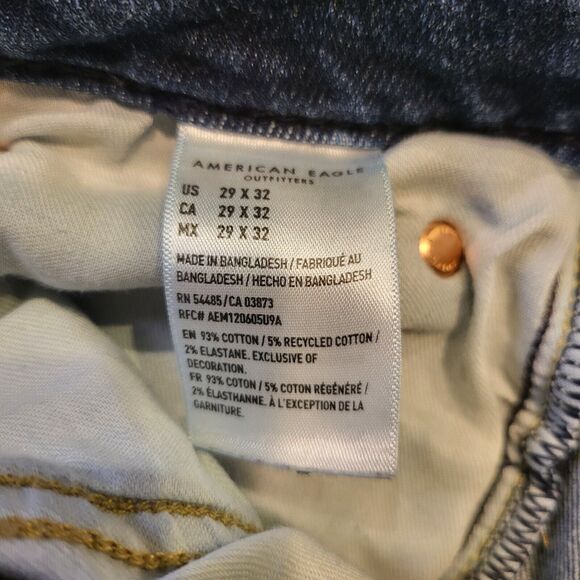 AMERICAN EAGLE
OUTFITTERS
US 29 X 32
CA 29 X 32
MX 29 X 32
MADE IN BANGLADESH / FABRIQUÉ AU
BANGLADESH / HECHO EN BANGLADESH
RN 54485 / CA 03873
RFC# AEM120605U9A
EN 93% COTTON / 5% RECYCLED COTTON /
2% ELASTANE. EXCLUSIVE OF
DECORATION.
FR 93% COTON / 5% COTON RÉGÉNÉRÉ /
2% ÉLASTHANNE. À L'EXCEPTION DE LA
GARNITURE.